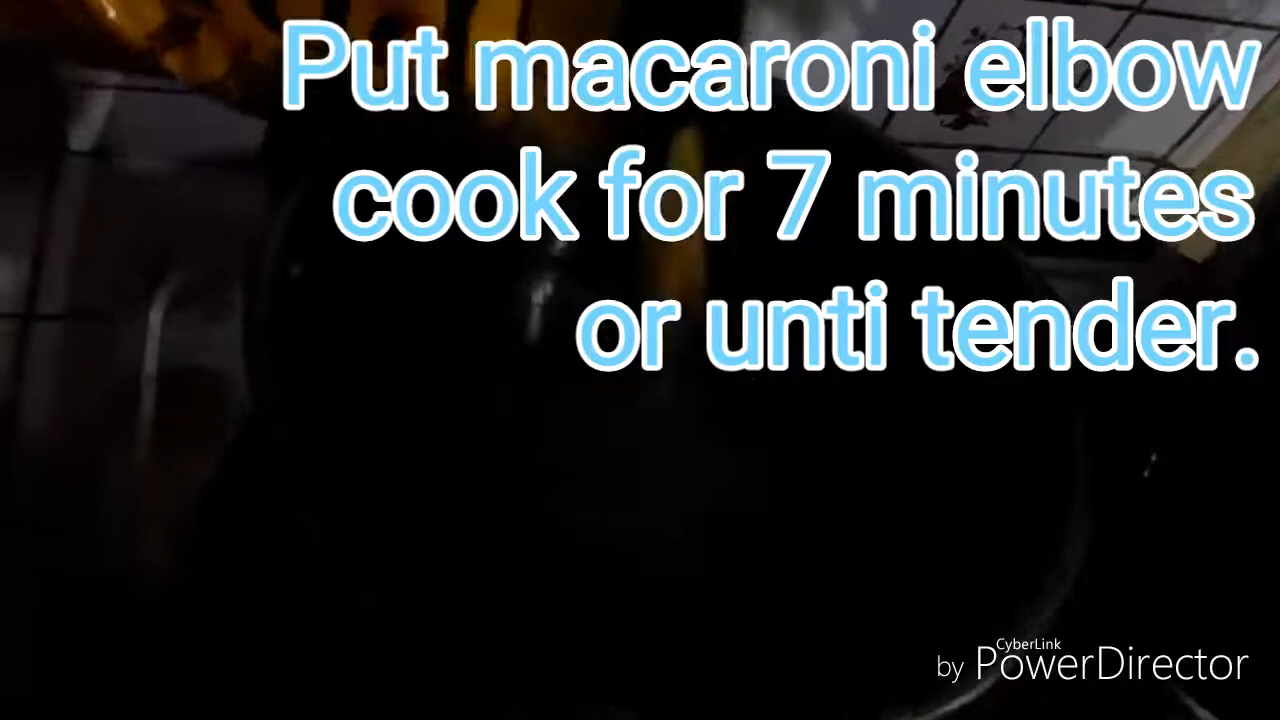 Put macaroni elbow
cook for 7 minutes
or unti tender.
by CyberLink PowerDirector